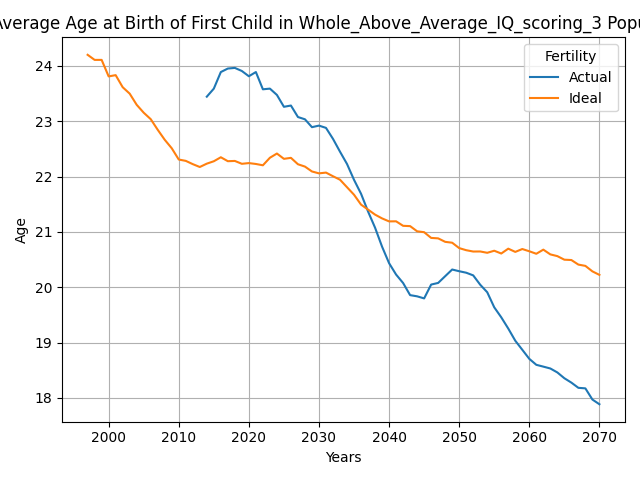 Average Age at Birth of First Child in Whole_Above_Average_IQ_scoring_3
Fertility
Actual
Ideal
Age
24
23
22
21
20
19
18
2000 2010 2020 2030 2040 2050 2060 2070
Years